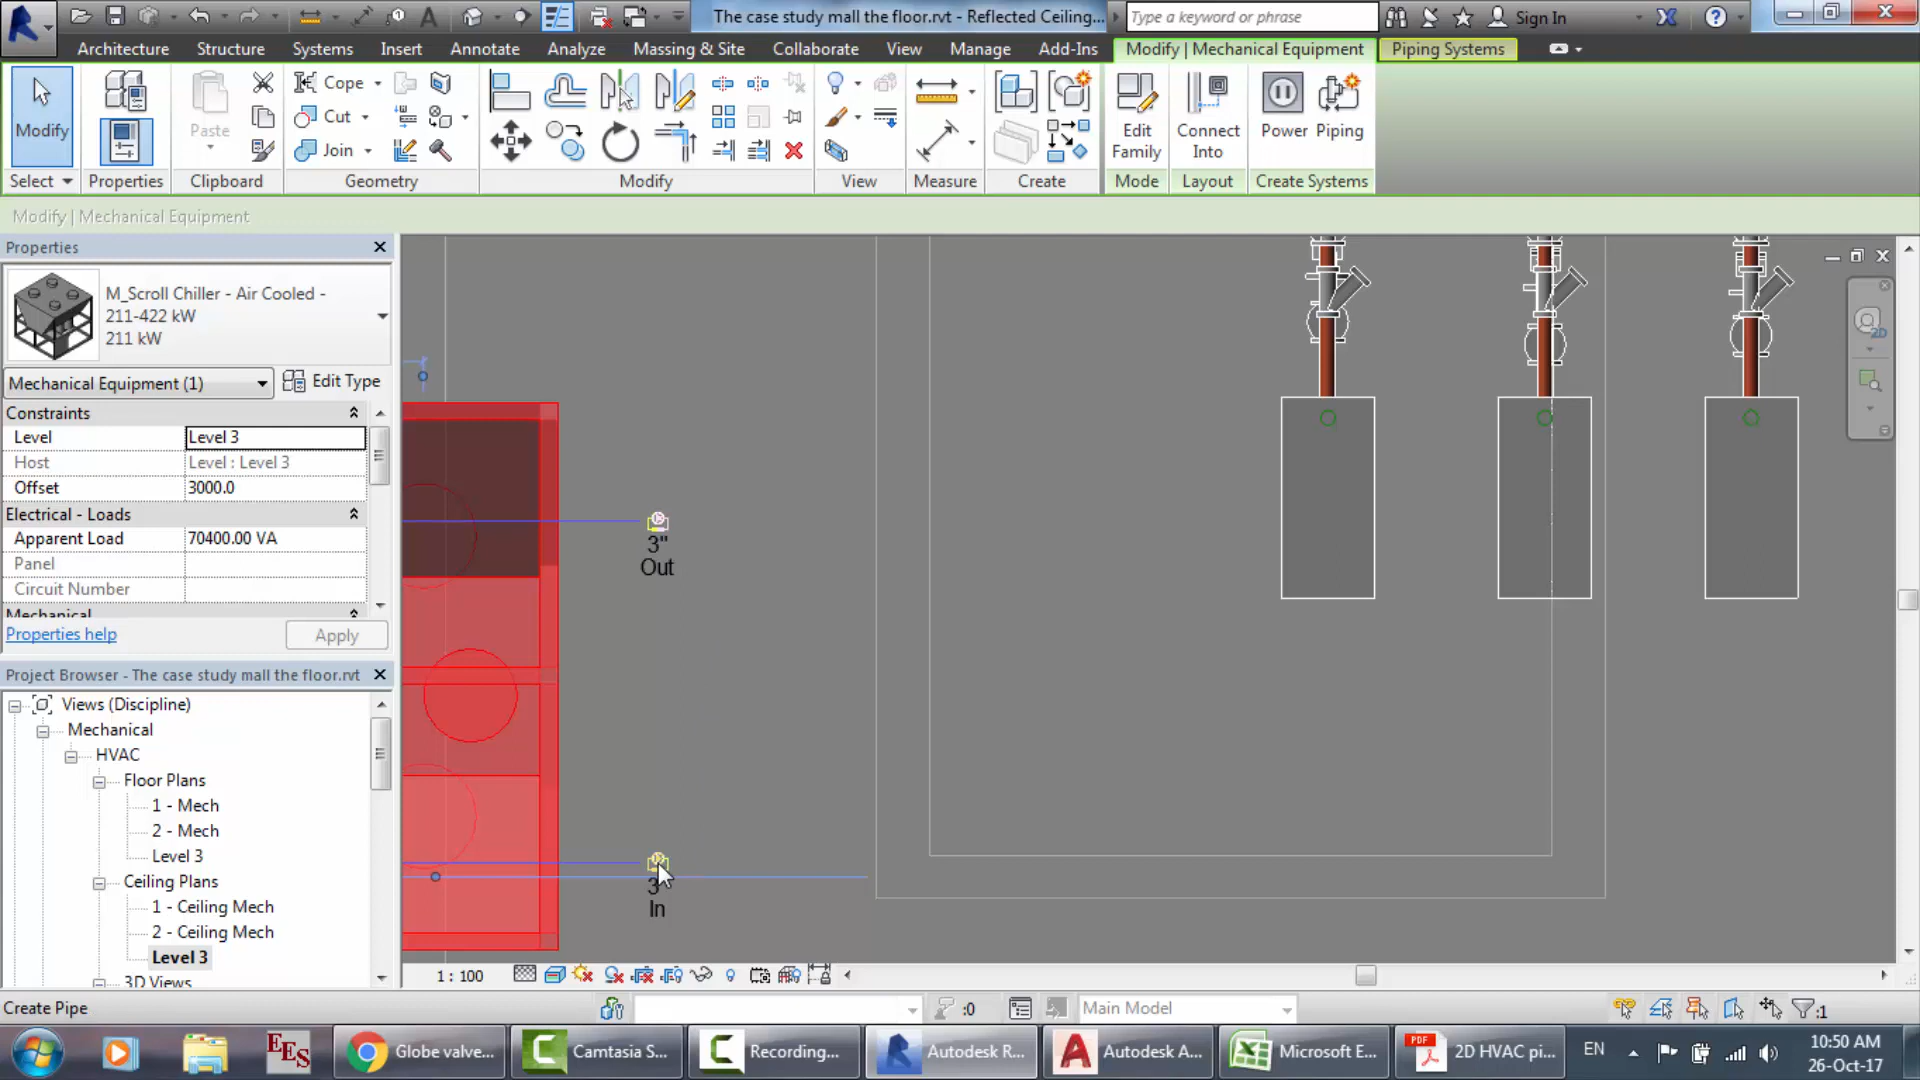 The case study mall the floor.rvt - Reflected Ceiling...
Type a keyword or phrase
Sign In
Architecture
Structure
Systems
Insert
Annotate
Analyze
Massing & Site
Collaborate
View
Manage
Add-Ins
Modify | Mechanical Equipment
Piping Systems
Modify
Paste
Cope
Cut
Join
Edit
Family
Connect
Into
Power
Piping
Select
Properties
Clipboard
Geometry
Modify
View
Measure
Create
Mode
Layout
Create Systems
Modify | Mechanical Equipment
Properties
M_Scroll Chiller - Air Cooled -
211-422 kW
211 kW
Mechanical Equipment (1)
Edit Type
Constraints
Level
Level 3
Host
Level : Level 3
Offset
3000.0
Electrical - Loads
Apparent Load
70400.00 VA
Panel
Circuit Number
Mechanical
Properties help
Apply
Project Browser - The case study mall the floor.rvt
Views (Discipline)
Mechanical
HVAC
Floor Plans
1 - Mech
2 - Mech
Level 3
Ceiling Plans
1 - Ceiling Mech
2 - Ceiling Mech
Level 3
3D Views
3"
Out
3"
In
2D
1 : 100
Create Pipe
:0
Main Model
:1
EES
Globe valve...
Camtasia S...
Recording...
Autodesk R...
Autodesk A...
Microsoft E...
PDF
2D HVAC pi...
EN
10:50 AM
26-Oct-17